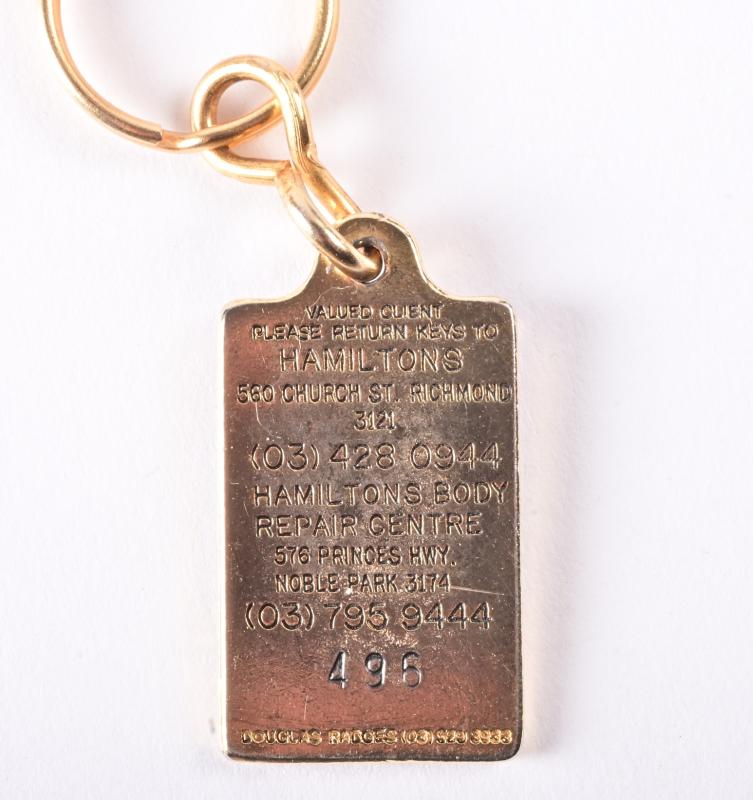 VALUED CLIENT
PLEASE RETURN KEYS TO
HAMILTONS
560 CHURCH ST. RICHMOND
3121
(03) 428 0944
HAMILTONS BODY
REPAIR CENTRE
576 PRINCES HWY.
NOBLE PARK 3174
(03) 795 9444
496
DOUGLAS BADGES (03)